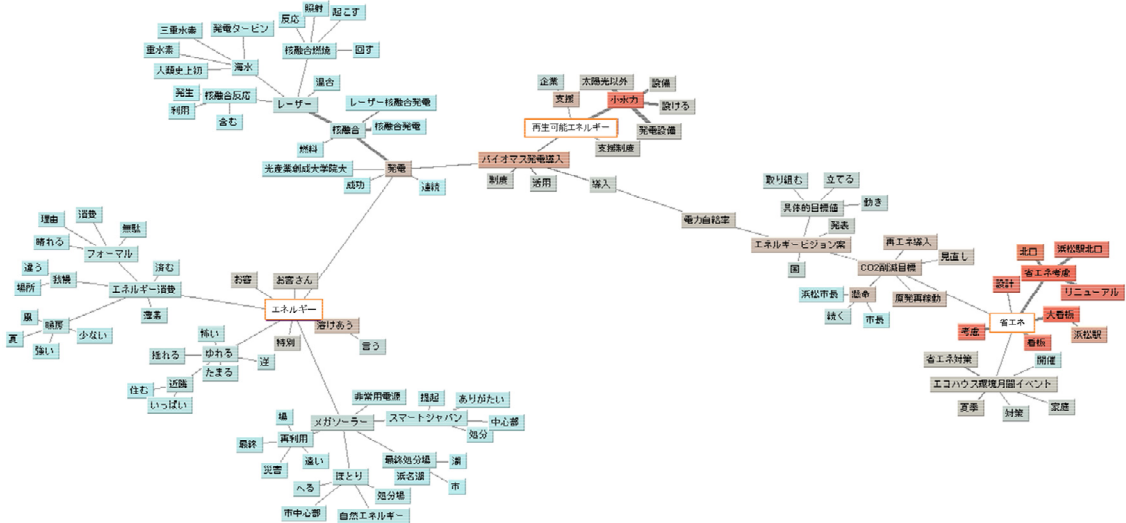 照射
起こす
反応
三重水素
発電タービン
重水素
核融合燃焼
回す
海水
人類史上初
混合
発生
核融合反応
レーザー
レーザー核融合発電
利用
含む
核融合
核融合発電
燃料
光産業創成大学院大
発電
成功
連続
企業
太陽光以外
設備
支援
小水力
設ける
再生可能エネルギー
発電設備
支援制度
バイオマス発電導入
制度
活用
導入
電力自給率
取り組む
立てる
具体的目標値
動き
発表
エネルギービジョン案
国
再エネ導入
見直し
CO2削減目標
浜松市長
懸命
原発再稼動
続く
市長
北口
浜松駅北口
省エネ考慮
設計
リニューアル
大看板
省エネ
考慮
看板
浜松駅
省エネ対策
開催
エコハウス環境月間イベント
夏季
対策
家庭
理由
消費
無駄
晴れる
フォーマル
違う
我慢
済む
場所
エネルギー消費
風
暖房
夏
強い
少ない
お客
お客さん
エネルギー
溶けあう
特別
言う
怖い
揺れる
ゆれる
逆
たまる
近隣
住む
いっぱい
非常用電源
提起
ありがたい
場
メガソーラー
スマートジャパン
中心部
処分
最終
再利用
遠い
災害
最終処分場
湖
浜名湖
市
ほとり
へる
処分場
市中心部
自然エネルギー